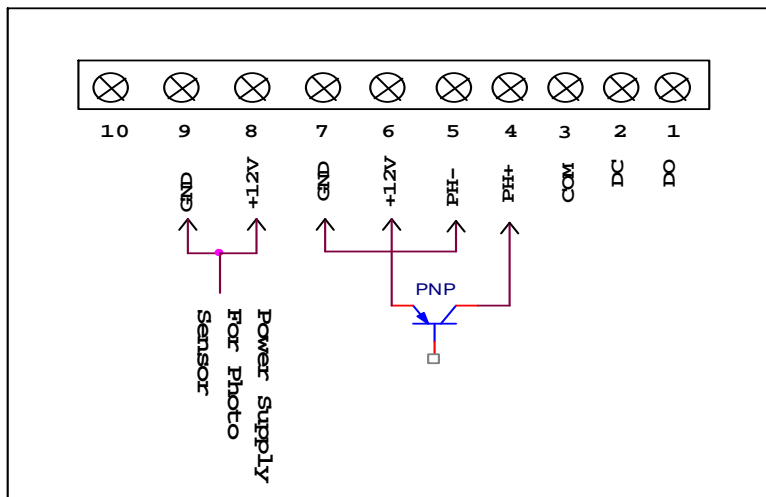 10 9 8 7 6 5 4 3 2 1
GND +12V GND +12V PH- PH+ COM DC DO
PNP
Power Supply
For Photo
Sensor